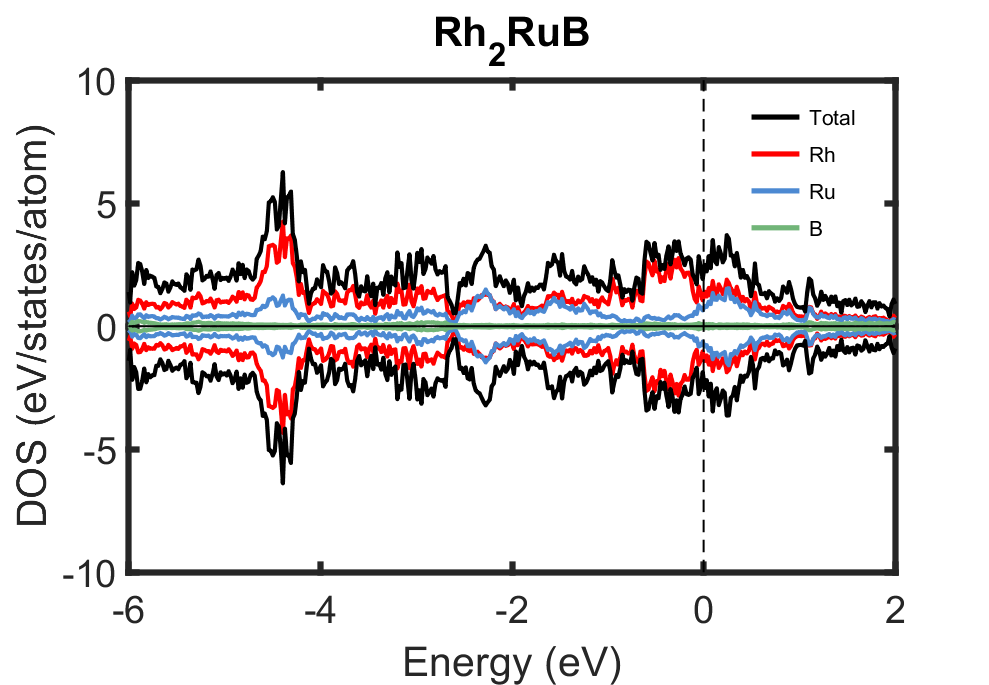 Rh₂RuB
DOS (eV/states/atom)
10
5
0
-5
-10
Total
Rh
Ru
B
-6
-4
-2
0
2
Energy (eV)